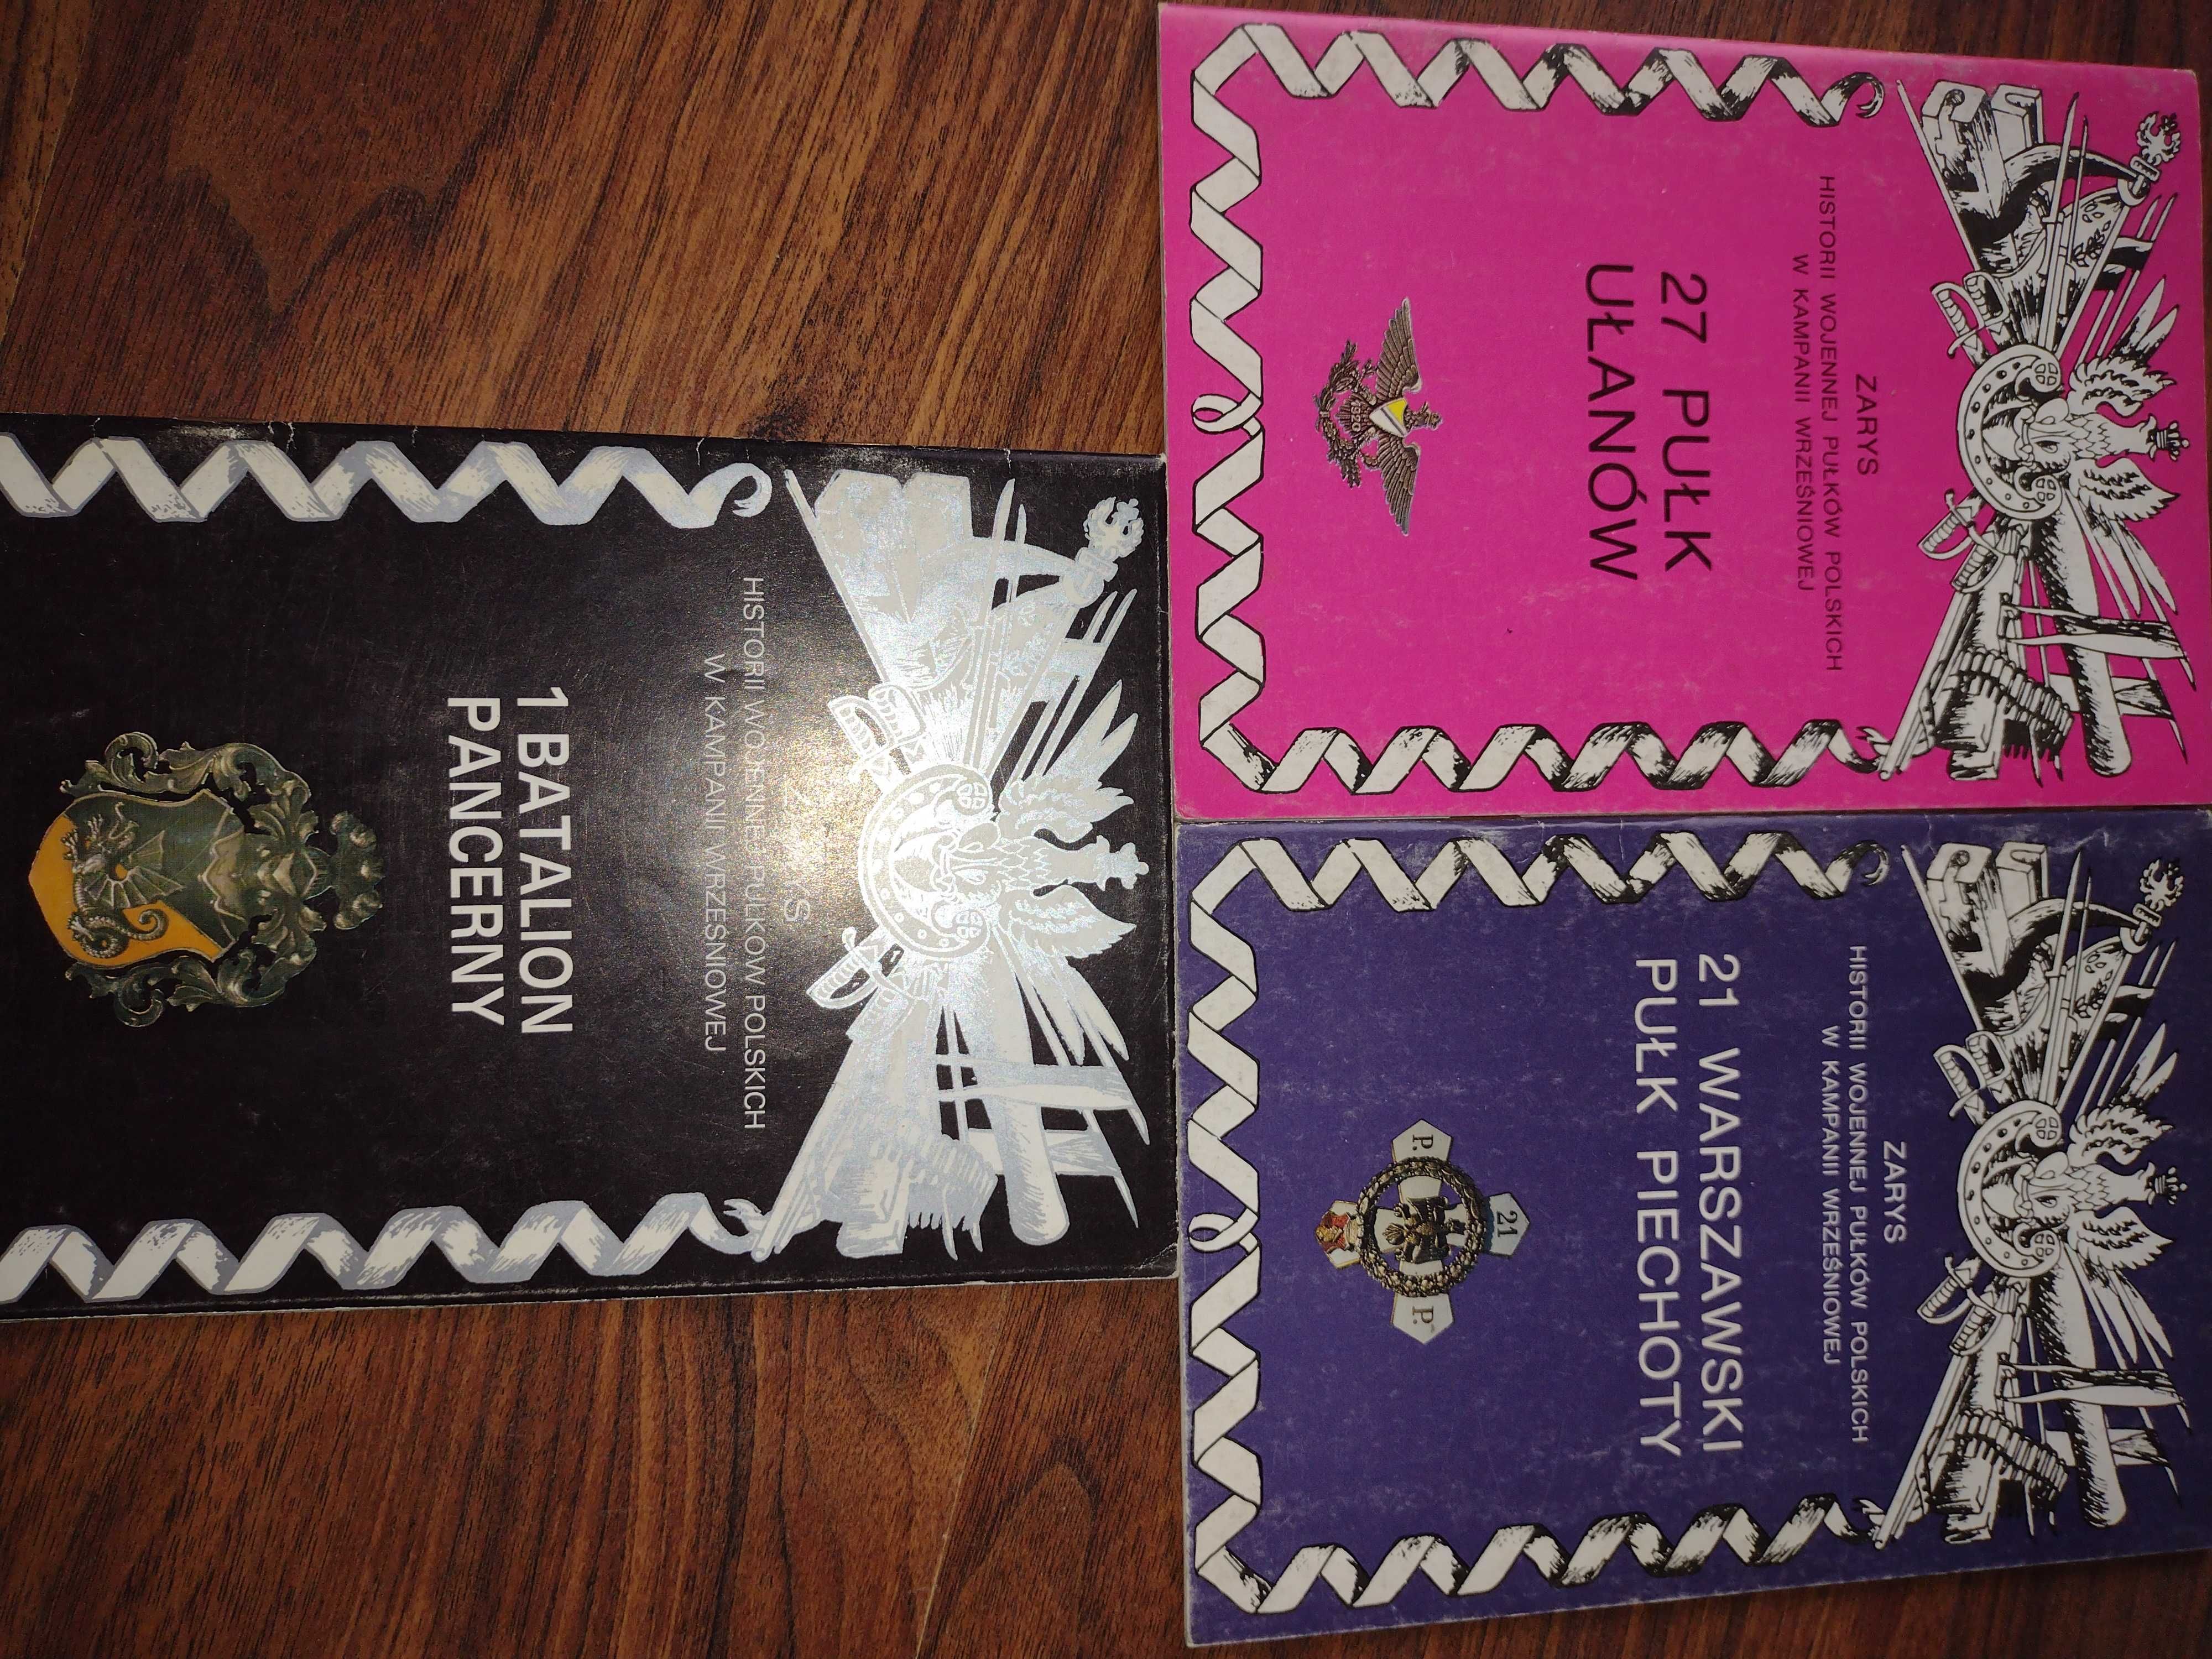 ZARYS
HISTORII WOJENNEJ PUŁKÓW POLSKICH
W KAMPANII WRZEŚNIOWEJ
27 PUŁK
UŁANÓW
1920
ZARYS
HISTORII WOJENNEJ PUŁKÓW POLSKICH
W KAMPANII WRZEŚNIOWEJ
21 WARSZAWSKI
PUŁK PIECHOTY
21
P. P.
HISTORII WOJENNEJ PUŁKÓW POLSKICH
W KAMPANII WRZEŚNIOWEJ
1 BATALION
PANCERNY